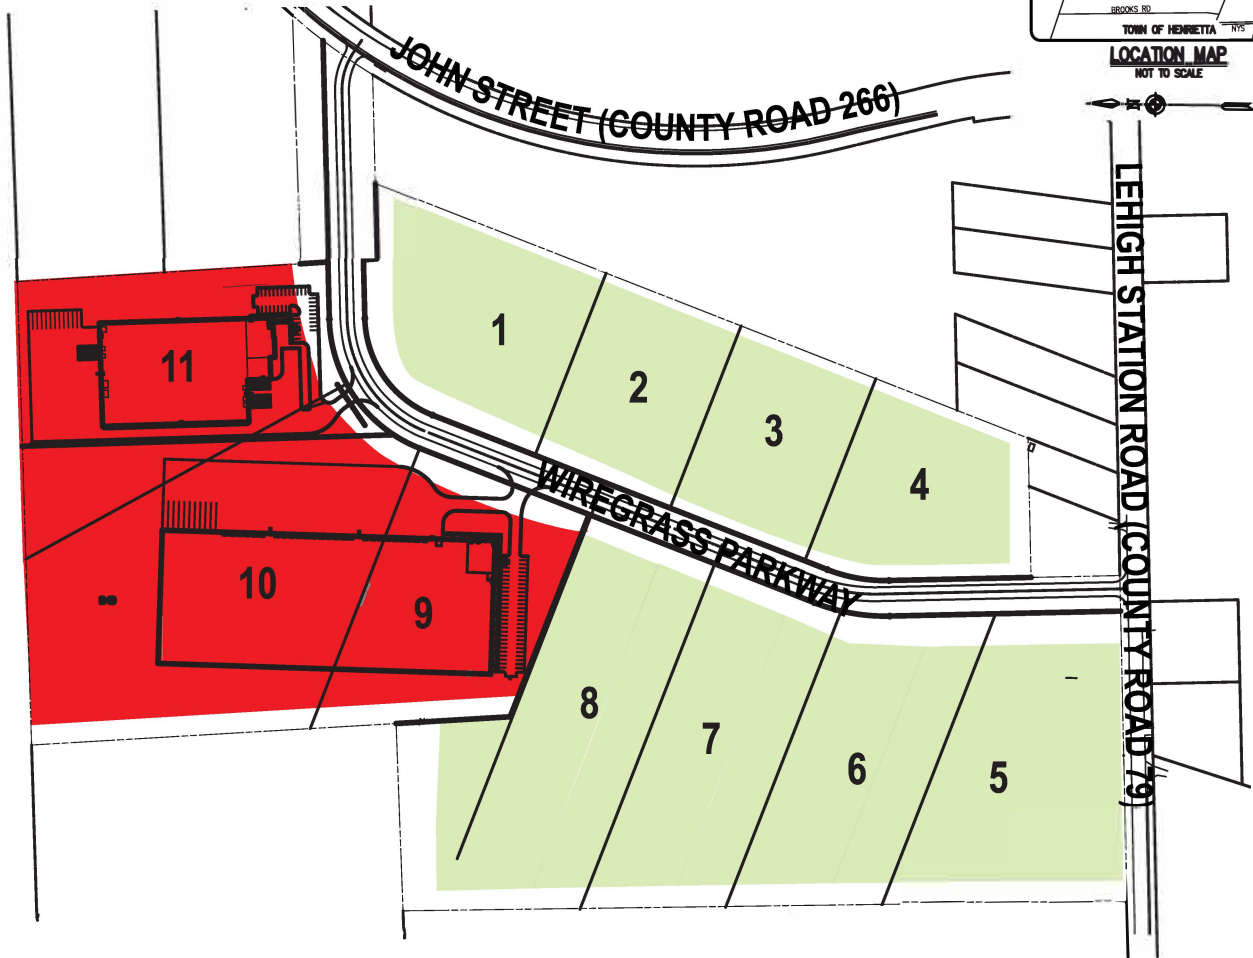 BROOKS RD
TOWN OF HENRIETTA
NYS
LOCATION MAP
NOT TO SCALE
N
JOHN STREET (COUNTY ROAD 266)
LEHIGH STATION ROAD (COUNTY ROAD 79)
WIREGRASS PARKWAY
1
2
3
4
11
10
9
8
7
6
5